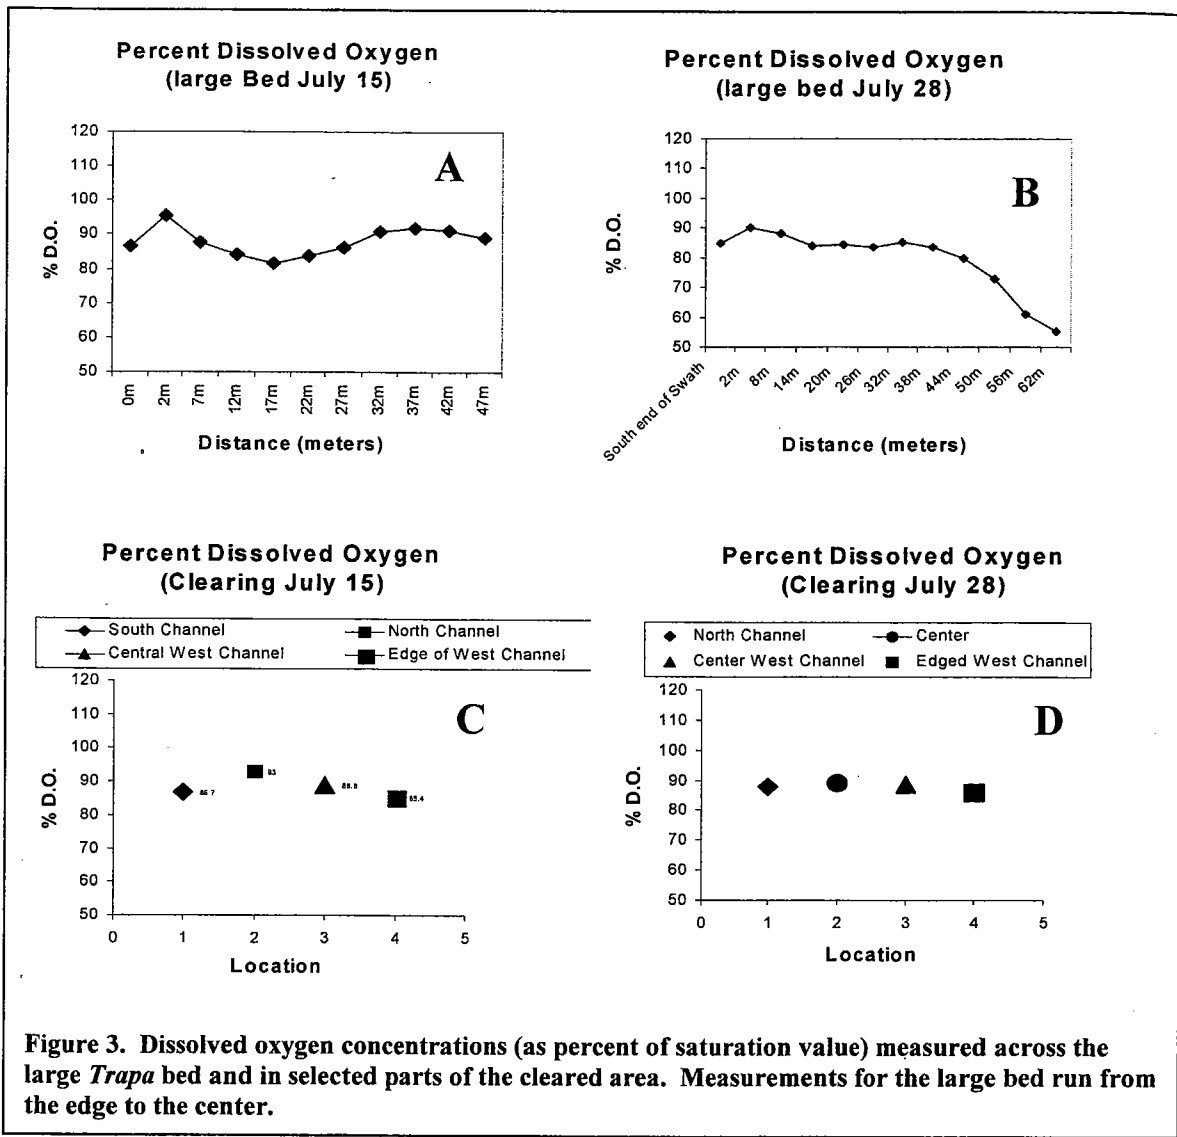 Percent Dissolved Oxygen
(large Bed July 15)
120
110
100
90
80
70
60
50
% D.O.
A
0m
2m
7m
12m
17m
22m
27m
32m
37m
42m
47m
Distance (meters)
Percent Dissolved Oxygen
(large bed July 28)
120
110
100
90
80
70
60
50
% D.O.
B
South end of Swath
2m
8m
14m
20m
26m
32m
38m
44m
50m
56m
62m
Distance (meters)
Percent Dissolved Oxygen
(Clearing July 15)
South Channel
North Channel
Central West Channel
Edge of West Channel
120
110
100
90
80
70
60
50
% D.O.
C
86.7
93
88.8
85.4
0
1
2
3
4
5
Location
Percent Dissolved Oxygen
(Clearing July 28)
North Channel
Center
Center West Channel
Edged West Channel
120
110
100
90
80
70
60
50
% D.O.
D
0
1
2
3
4
5
Location
Figure 3. Dissolved oxygen concentrations (as percent of saturation value) measured across the
large Trapa bed and in selected parts of the cleared area. Measurements for the large bed run from
the edge to the center.